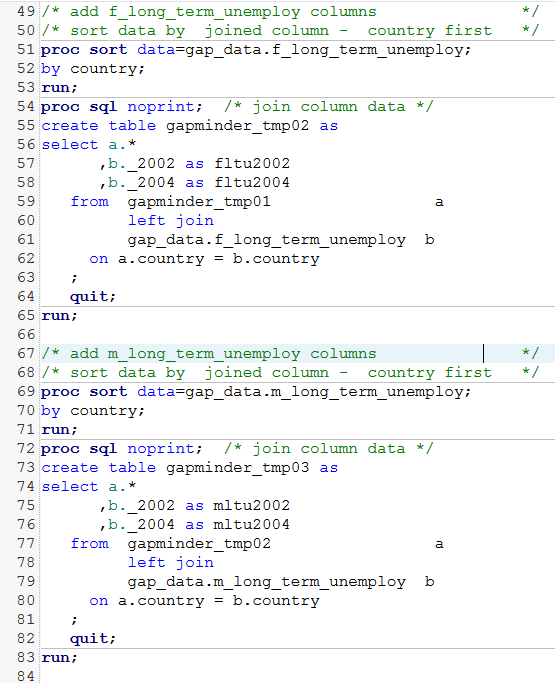 49 /* add f_long_term_unemploy columns */
50 /* sort data by  joined column -  country first */
51 proc sort data=gap_data.f_long_term_unemploy;
52 by country;
53 run;
54 proc sql noprint;  /* join column data */
55 create table gapminder_tmp02 as
56 select a.*
57       ,b._2002 as fltu2002
58       ,b._2004 as fltu2004
59    from  gapminder_tmp01                 a
60          left join
61          gap_data.f_long_term_unemploy  b
62      on a.country = b.country
63    ;
64    quit;
65 run;
66
67 /* add m_long_term_unemploy columns */
68 /* sort data by  joined column -  country first */
69 proc sort data=gap_data.m_long_term_unemploy;
70 by country;
71 run;
72 proc sql noprint;  /* join column data */
73 create table gapminder_tmp03 as
74 select a.*
75       ,b._2002 as mltu2002
76       ,b._2004 as mltu2004
77    from  gapminder_tmp02                 a
78          left join
79          gap_data.m_long_term_unemploy  b
80      on a.country = b.country
81    ;
82    quit;
83 run;
84